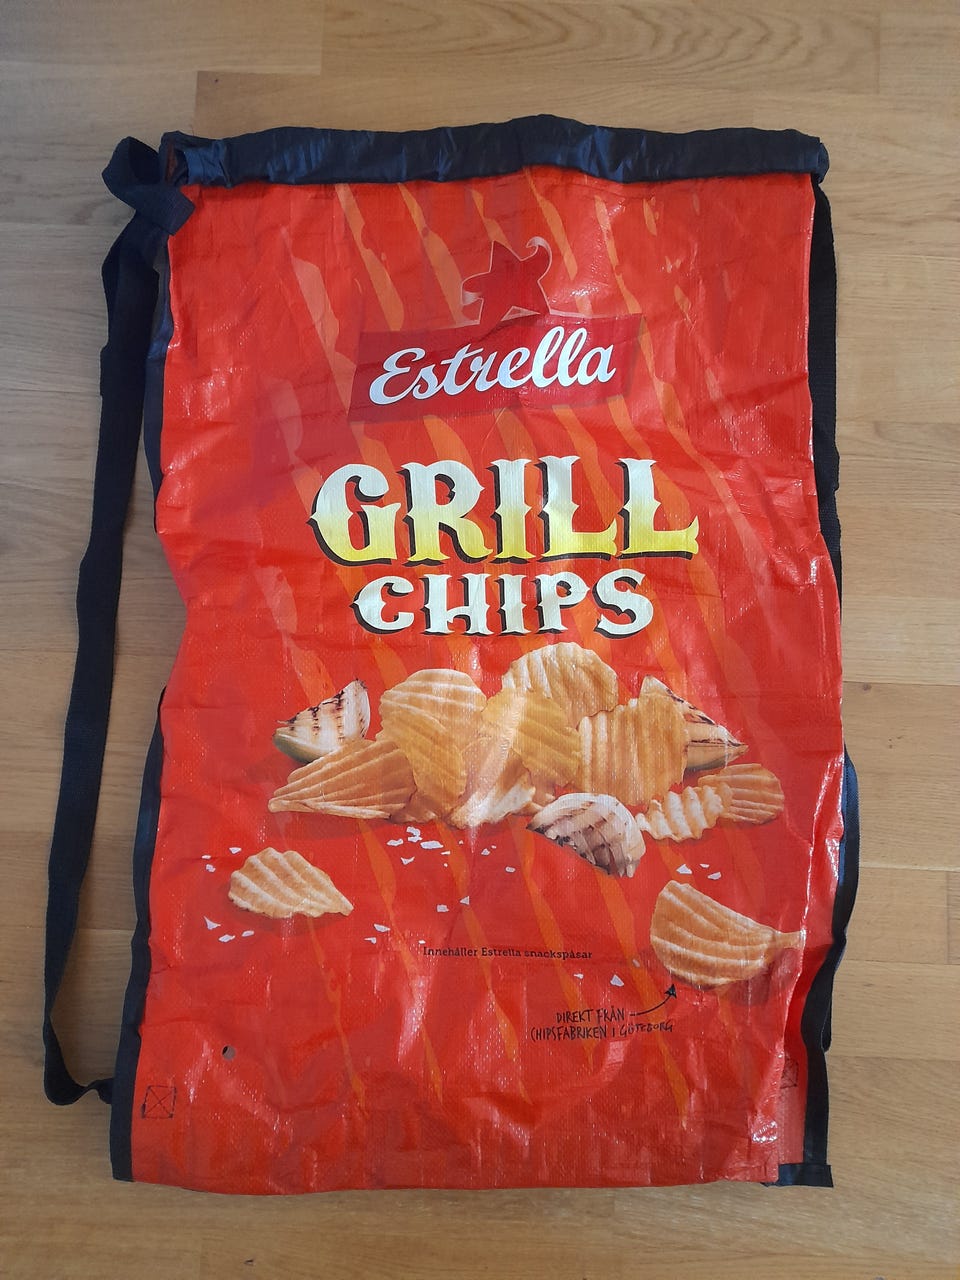 Estrella
GRILL
CHIPS
Innehåller Estrella snackspåsar
DIREKT FRÅN
CHIPSFABRIKEN I GÖTEBORG